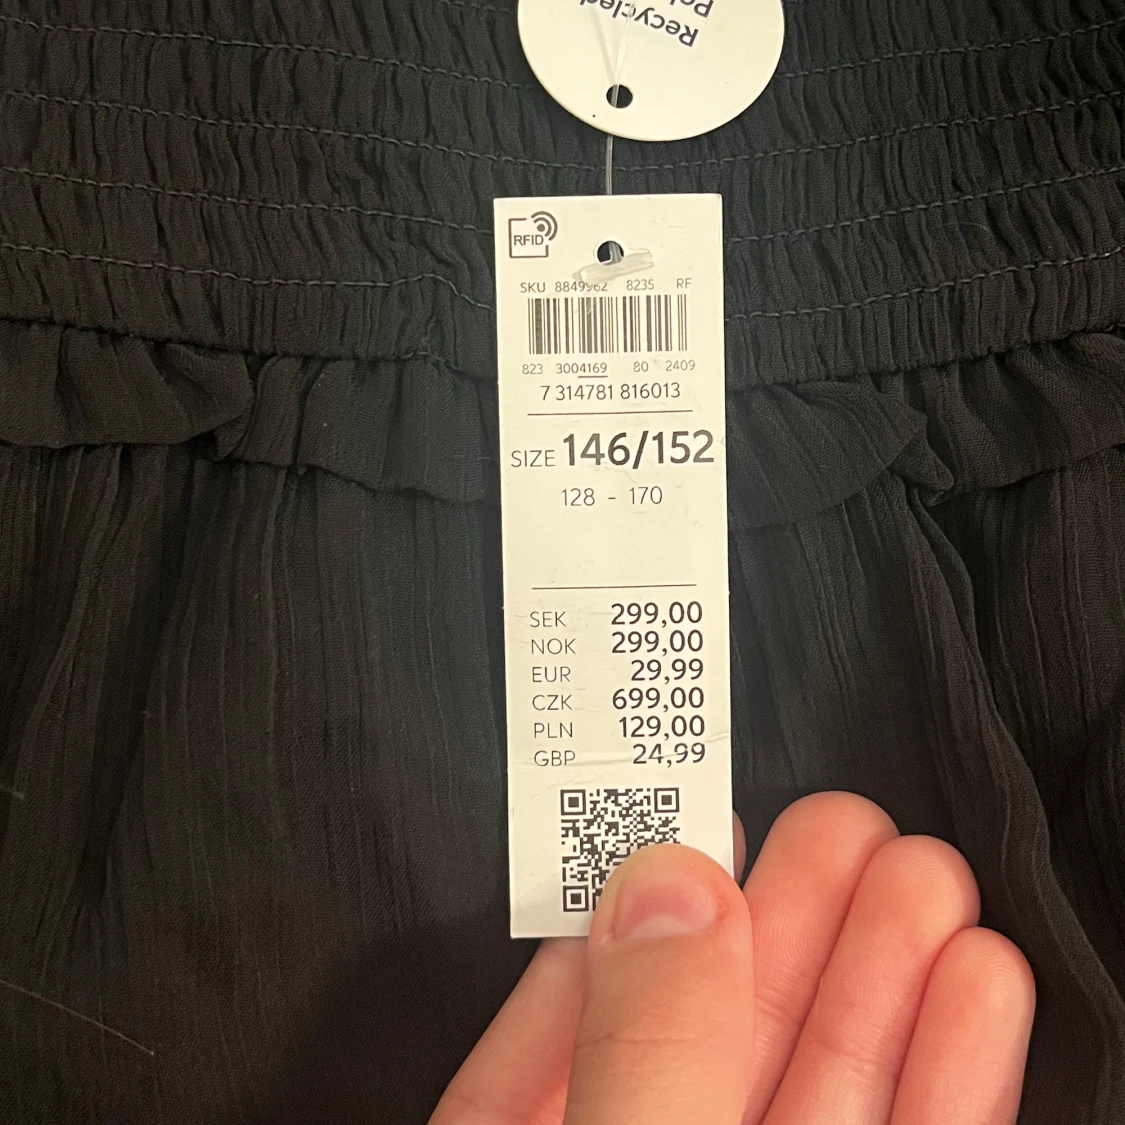 Recycled
RFID
SKU 8849962 8235 RF
823 3004169 80 2409
7 314781 816013
SIZE 146/152
128 - 170
SEK 299,00
NOK 299,00
EUR 29,99
CZK 699,00
PLN 129,00
GBP 24,99